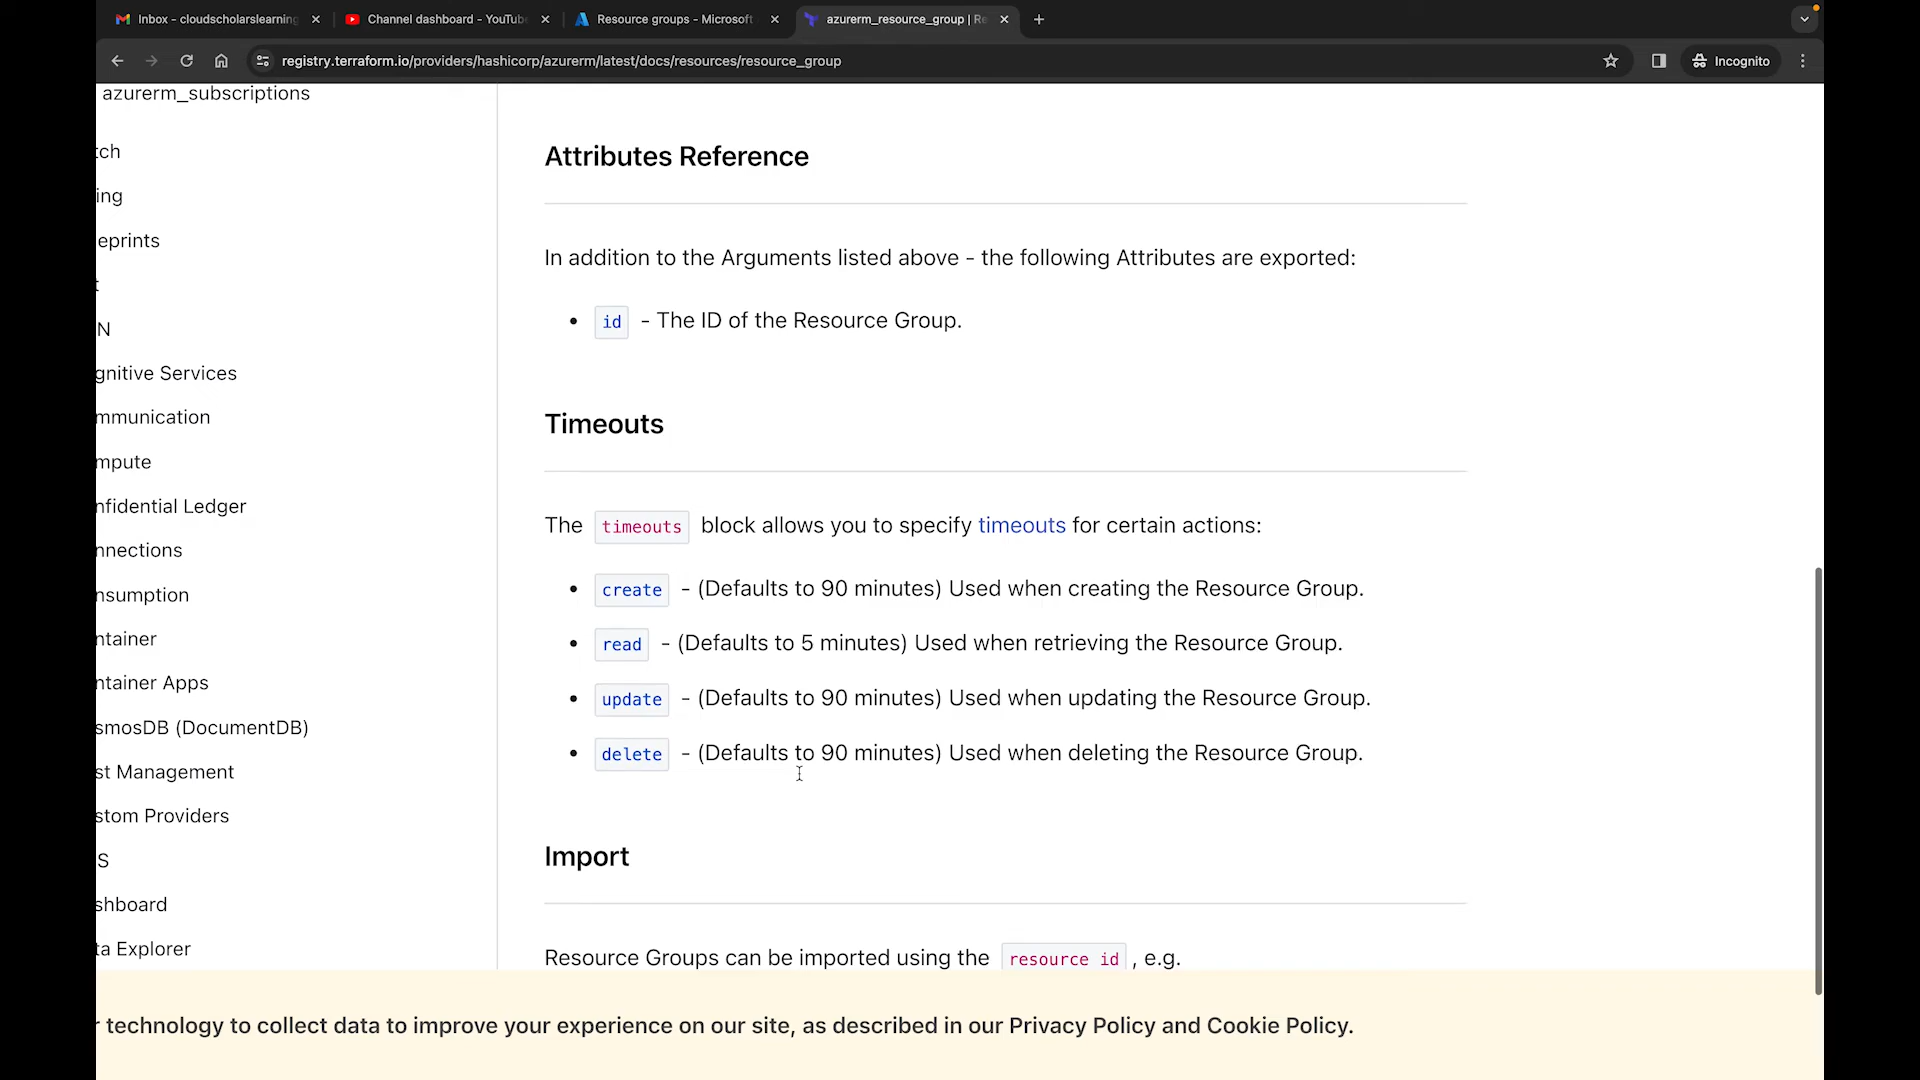 Inbox - cloudscholarslearning
Channel dashboard - YouTube
Resource groups - Microsoft
azurerm_resource_group | Re
registry.terraform.io/providers/hashicorp/azurerm/latest/docs/resources/resource_group
Incognito
azurerm_subscriptions
tch
ing
eprints
t
N
gnitive Services
mmunication
mpute
nfidential Ledger
nnections
nsumption
ntainer
ntainer Apps
smosDB (DocumentDB)
st Management
stom Providers
S
shboard
ta Explorer
Attributes Reference
In addition to the Arguments listed above - the following Attributes are exported:
• id - The ID of the Resource Group.
Timeouts
The timeouts block allows you to specify timeouts for certain actions:
• create - (Defaults to 90 minutes) Used when creating the Resource Group.
• read - (Defaults to 5 minutes) Used when retrieving the Resource Group.
• update - (Defaults to 90 minutes) Used when updating the Resource Group.
• delete - (Defaults to 90 minutes) Used when deleting the Resource Group.
Import
Resource Groups can be imported using the resource id , e.g.
r technology to collect data to improve your experience on our site, as described in our Privacy Policy and Cookie Policy.